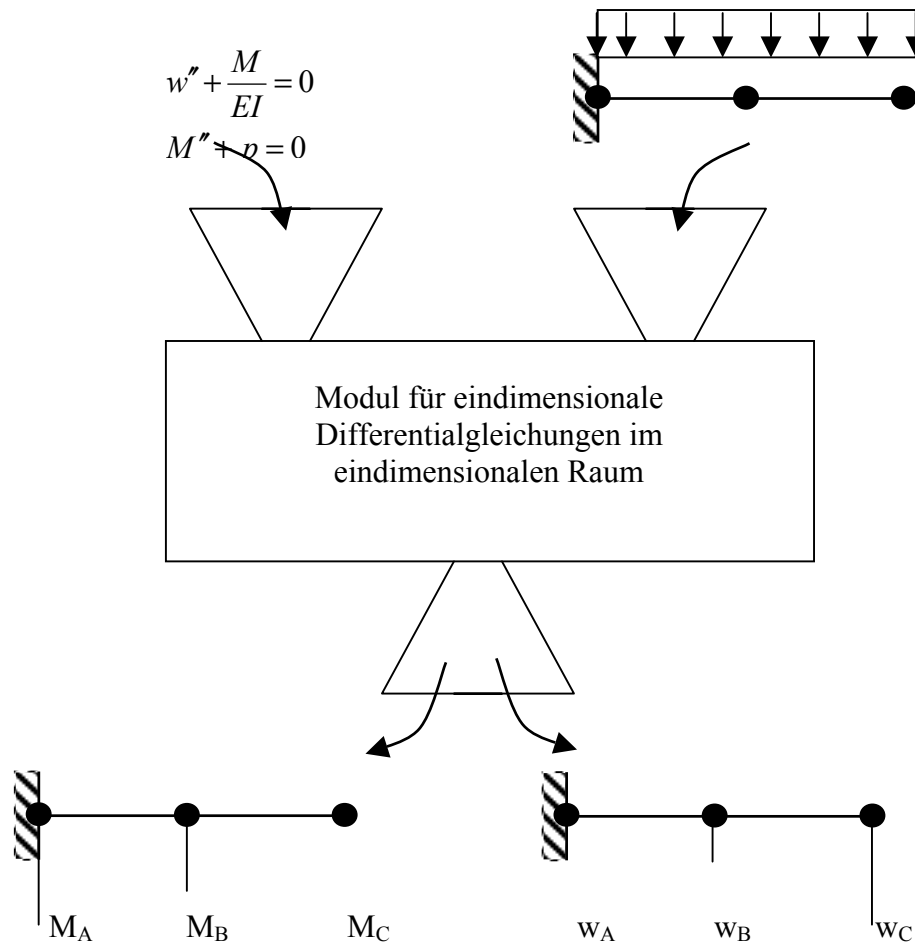 w″ + M/EI = 0
M″ + p = 0
Modul für eindimensionale
Differentialgleichungen im
eindimensionalen Raum
M_A M_B M_C w_A w_B w_C